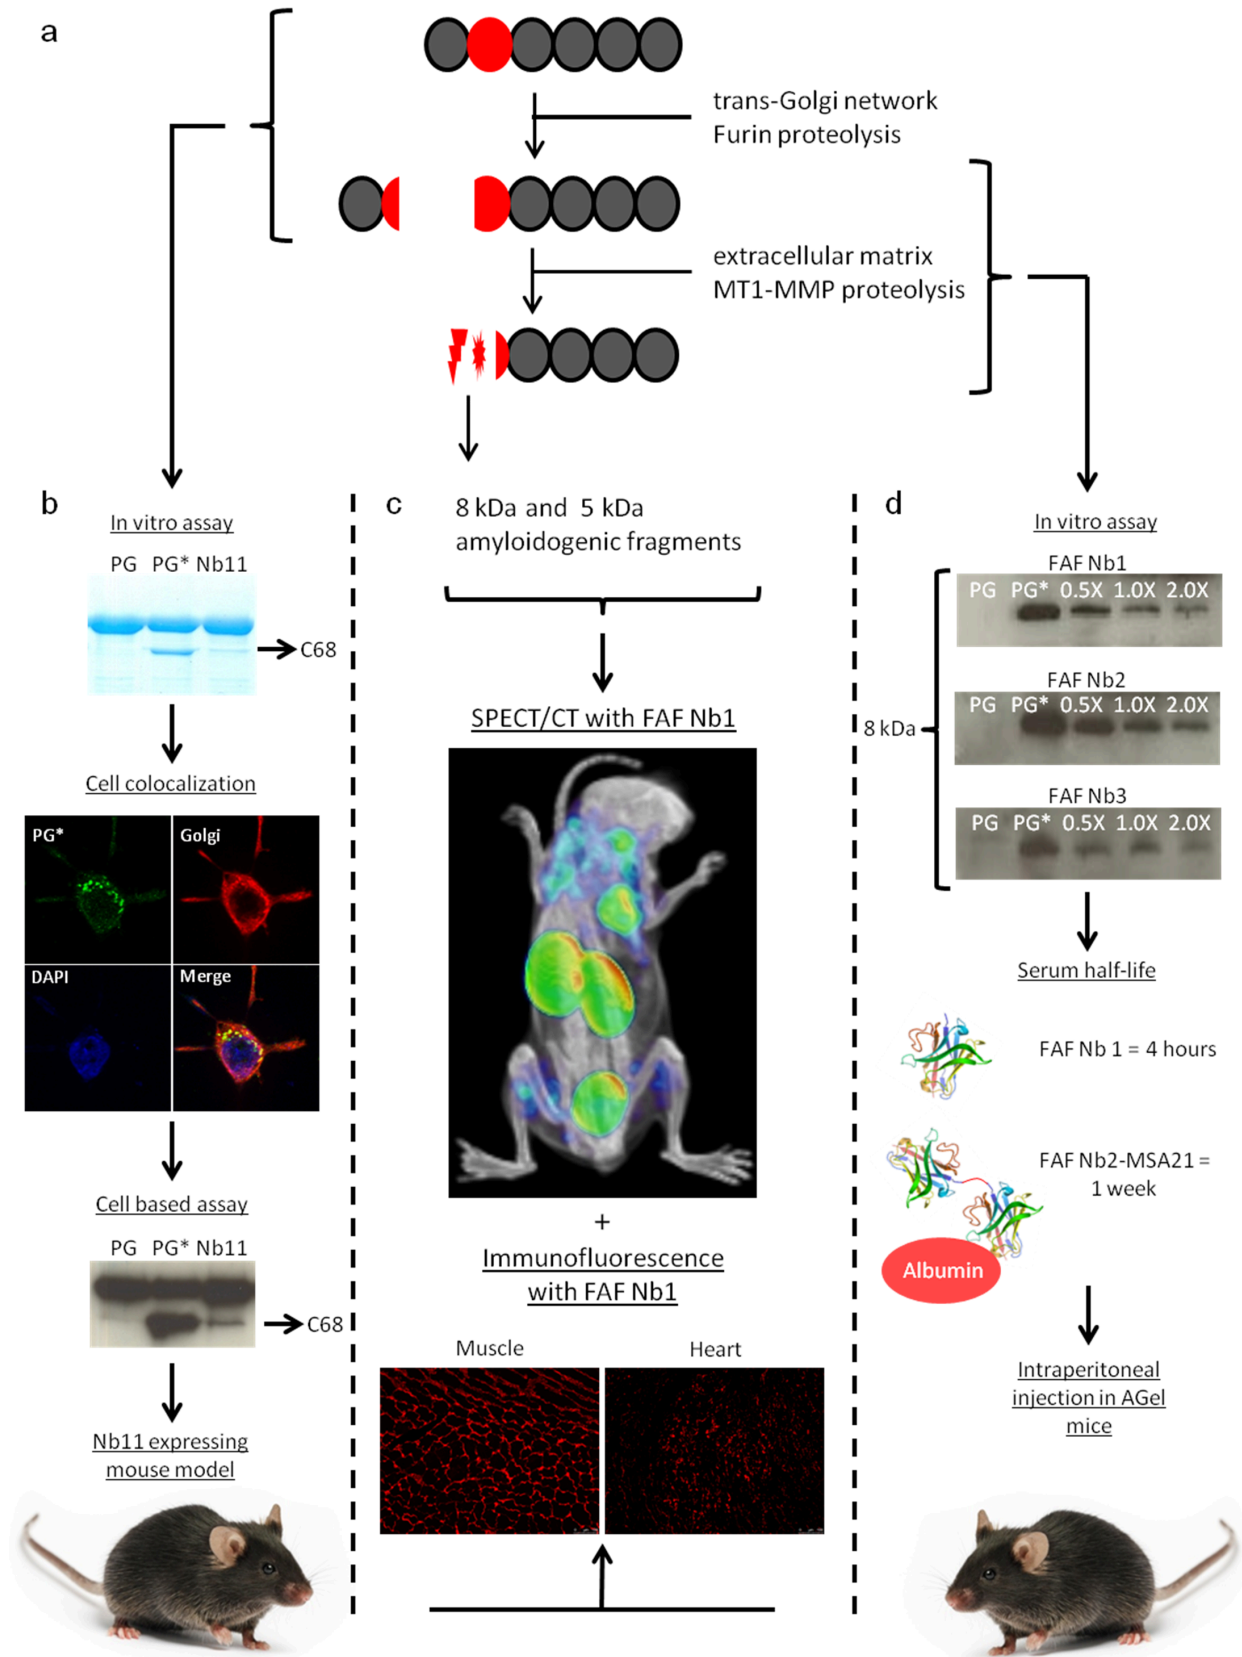 a
trans-Golgi network
Furin proteolysis
extracellular matrix
MT1-MMP proteolysis
b
In vitro assay
PG PG* Nb11
C68
Cell colocalization
PG*
Golgi
DAPI
Merge
Cell based assay
PG PG* Nb11
C68
Nb11 expressing
mouse model
c
8 kDa and 5 kDa
amyloidogenic fragments
SPECT/CT with FAF Nb1
+
Immunofluorescence
with FAF Nb1
Muscle
Heart
d
In vitro assay
FAF Nb1
PG PG* 0.5X 1.0X 2.0X
FAF Nb2
PG PG* 0.5X 1.0X 2.0X
8 kDa
FAF Nb3
PG PG* 0.5X 1.0X 2.0X
Serum half-life
FAF Nb 1 = 4 hours
FAF Nb2-MSA21 =
1 week
Albumin
Intraperitoneal
injection in AGel
mice